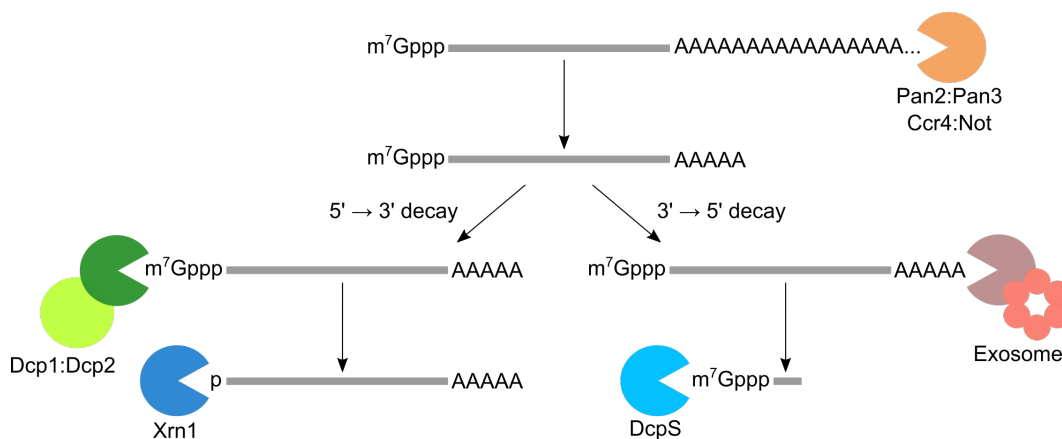 m⁷Gppp AAAAAAAAAAAAAAAA...
Pan2:Pan3
Ccr4:Not
m⁷Gppp AAAAA
5' → 3' decay 3' → 5' decay
m⁷Gppp AAAAA m⁷Gppp AAAAA
Dcp1:Dcp2 Exosome
p AAAAA m⁷Gppp
Xrn1 DcpS